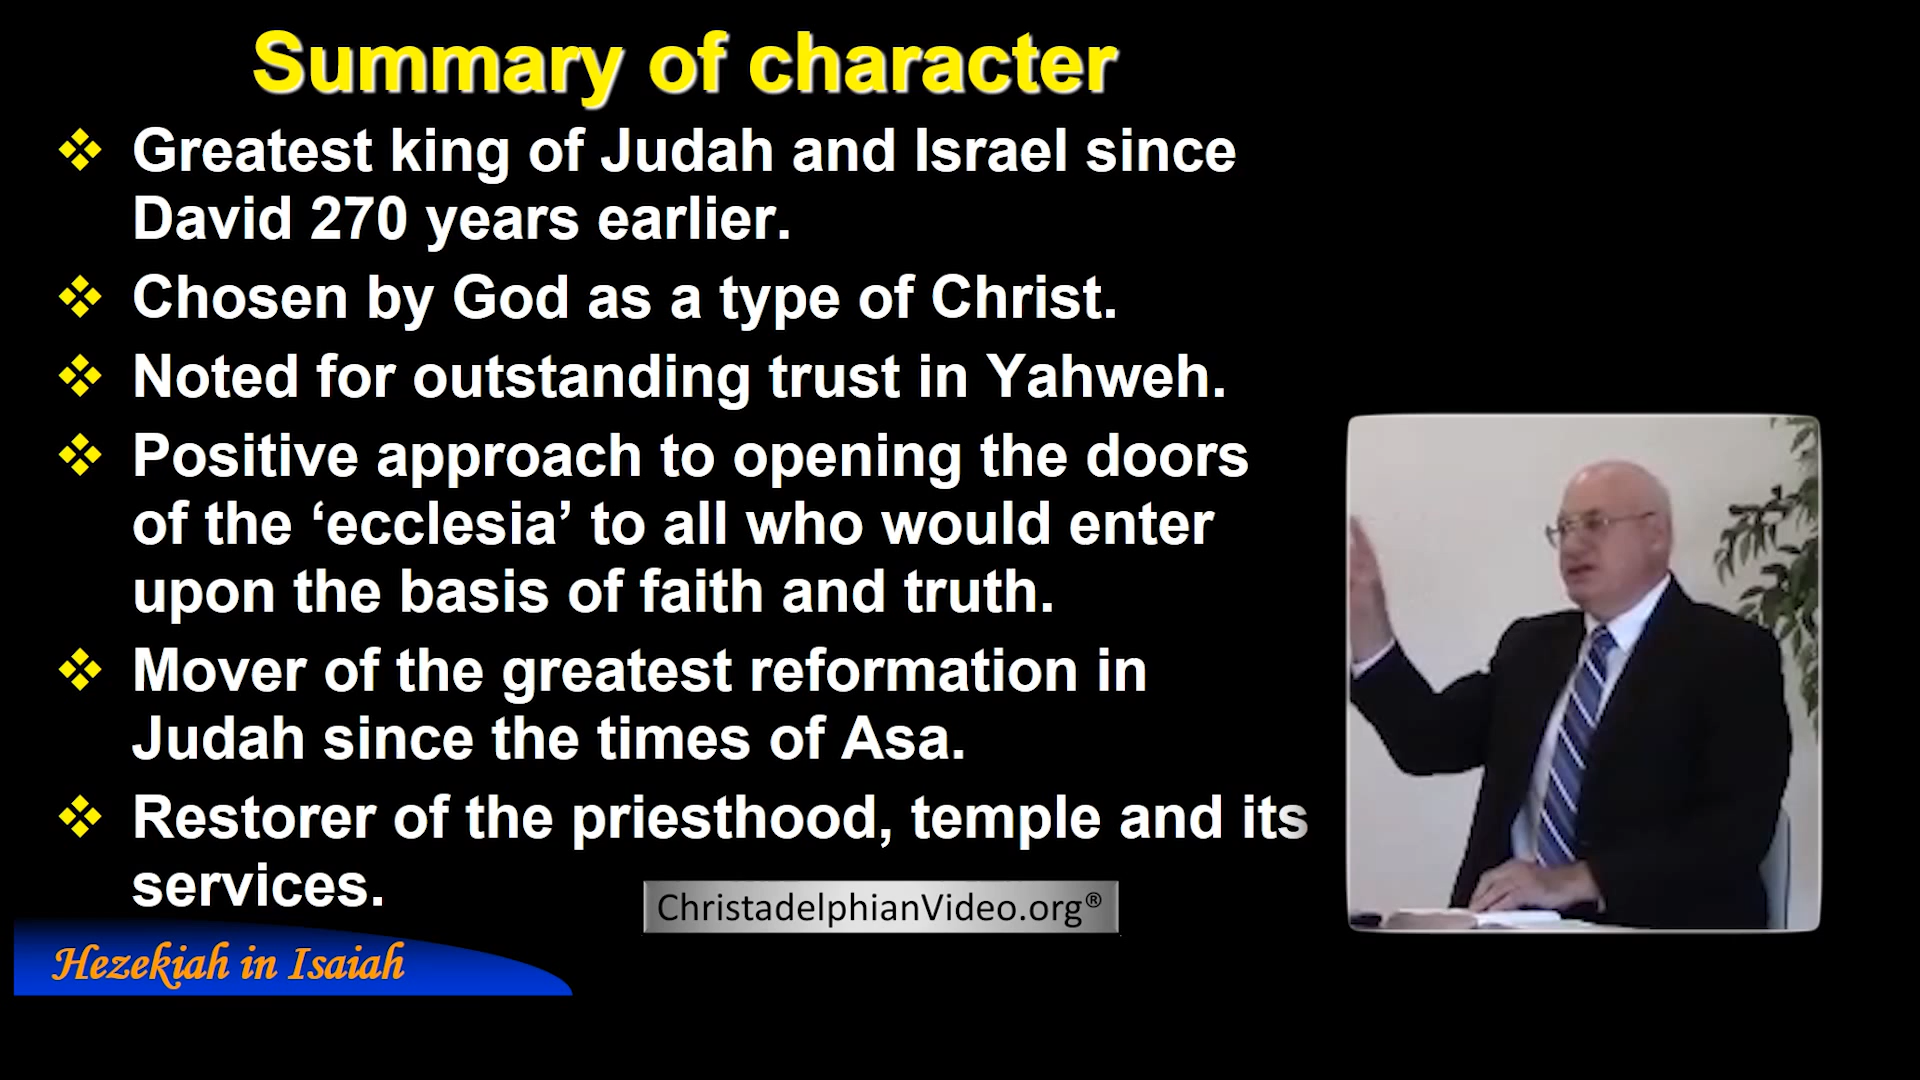 Summary of character
❖ Greatest king of Judah and Israel since
David 270 years earlier.
❖ Chosen by God as a type of Christ.
❖ Noted for outstanding trust in Yahweh.
❖ Positive approach to opening the doors
of the ‘ecclesia’ to all who would enter
upon the basis of faith and truth.
❖ Mover of the greatest reformation in
Judah since the times of Asa.
❖ Restorer of the priesthood, temple and its
services.
ChristadelphianVideo.org®
Hezekiah in Isaiah